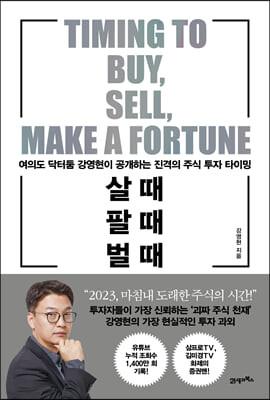 TIMING TO
BUY,
SELL,
MAKE A FORTUNE
여의도 닥터둠 강영현이 공개하는 진격의 주식 투자 타이밍
살 때
팔 때
벌 때
강영현 지음
“2023, 마침내 도래한 주식의 시간!”
투자자들이 가장 신뢰하는 ‘괴짜 주식 천재’
강영현의 가장 현실적인 투자 과외
유튜브
누적 조회수
1,400만 회
기록!
삼프로TV,
김미경TV
화제의
증권맨!
21세기북스